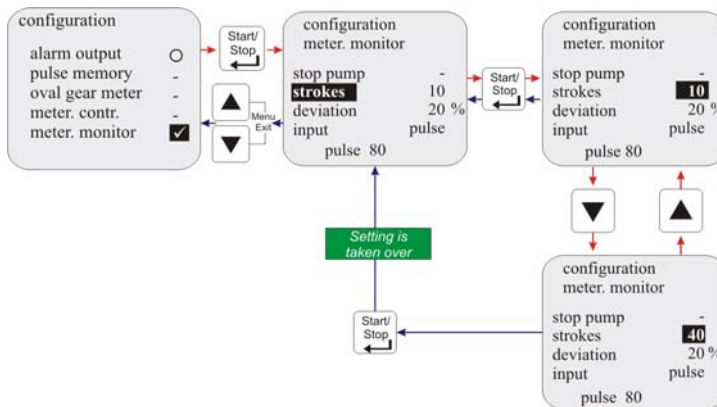 configuration
alarm output O
pulse memory -
oval gear meter -
meter. contr. -
meter. monitor ✓
Start/
Stop
Menu
Exit
configuration
meter. monitor
stop pump -
strokes 10
deviation 20 %
input pulse
pulse 80
Start/
Stop
configuration
meter. monitor
stop pump -
strokes 10
deviation 20 %
input pulse
pulse 80
Setting is
taken over
Start/
Stop
configuration
meter. monitor
stop pump -
strokes 40
deviation 20 %
input pulse
pulse 80